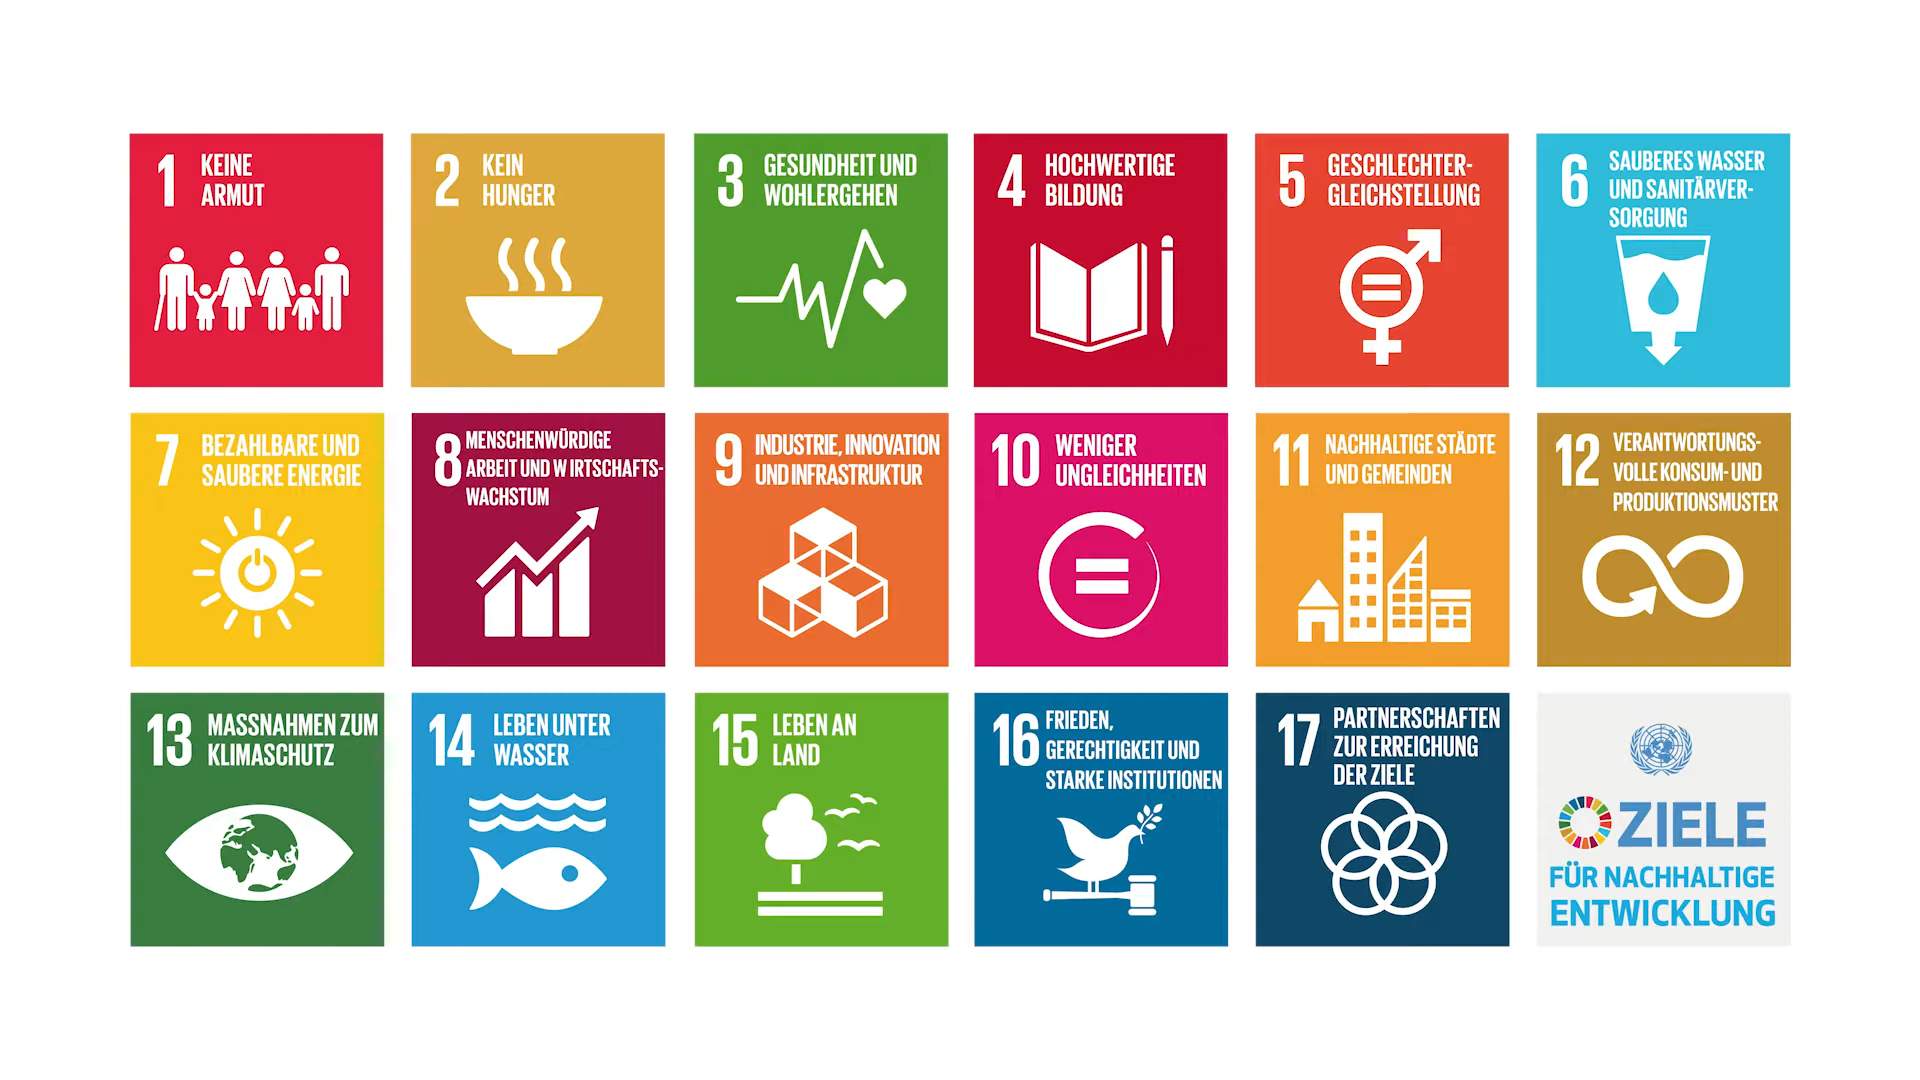 1 KEINE
ARMUT
2 KEIN
HUNGER
3 GESUNDHEIT UND
WOHLERGEHEN
4 HOCHWERTIGE
BILDUNG
5 GESCHLECHTER-
GLEICHSTELLUNG
6 SAUBERES WASSER
UND SANITÄRVER-
SORGUNG
7 BEZAHLBARE UND
SAUBERE ENERGIE
8 MENSCHENWÜRDIGE
ARBEIT UND W IRTSCHAFTS-
WACHSTUM
9 INDUSTRIE, INNOVATION
UND INFRASTRUKTUR
10 WENIGER
UNGLEICHHEITEN
11 NACHHALTIGE STÄDTE
UND GEMEINDEN
12 VERANTWORTUNGS-
VOLLE KONSUM- UND
PRODUKTIONSMUSTER
13 MASSNAHMEN ZUM
KLIMASCHUTZ
14 LEBEN UNTER
WASSER
15 LEBEN AN
LAND
16 FRIEDEN,
GERECHTIGKEIT UND
STARKE INSTITUTIONEN
17 PARTNERSCHAFTEN
ZUR ERREICHUNG
DER ZIELE
ZIELE
FÜR NACHHALTIGE
ENTWICKLUNG